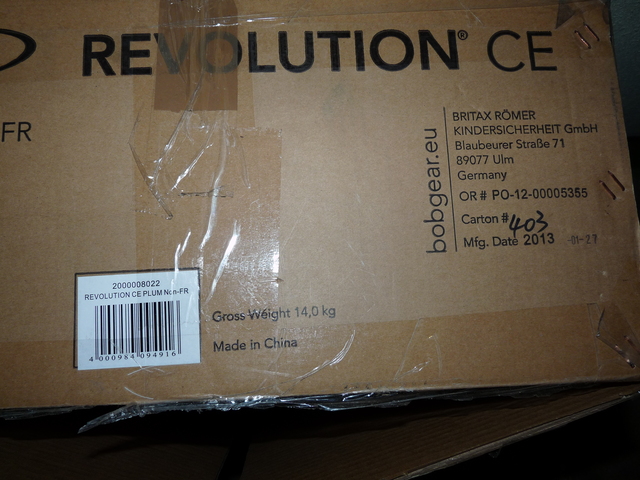 REVOLUTION® CE
-FR
bobgear.eu
BRITAX RÖMER
KINDERSICHERHEIT GmbH
Blaubeurer Straße 71
89077 Ulm
Germany
OR # PO-12-00005355
Carton # 403
Mfg. Date 2013 -01-27
2000008022
REVOLUTION CE PLUM Non-FR
4 000984 094916
Gross Weight 14,0 kg
Made in China